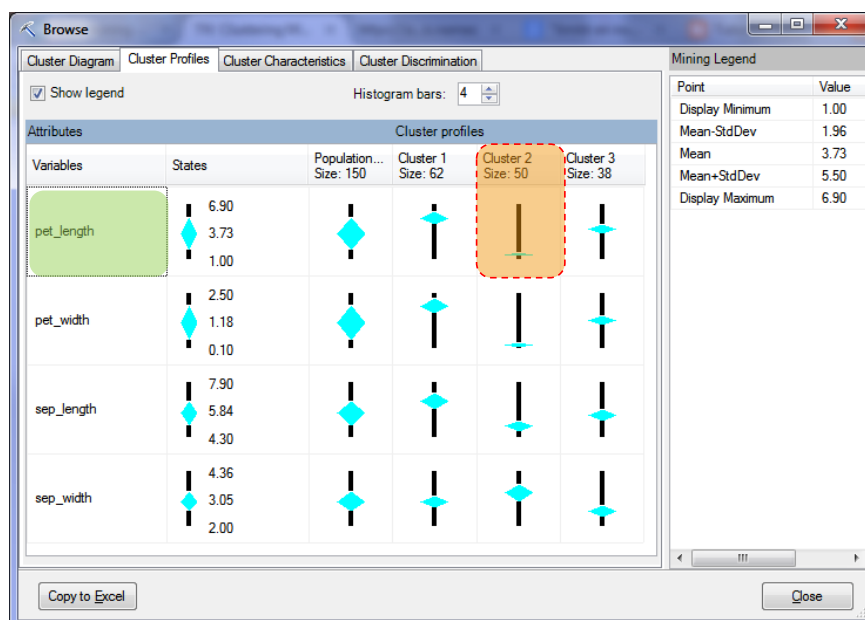 Browse
Cluster Diagram Cluster Profiles Cluster Characteristics Cluster Discrimination
Mining Legend
Show legend Histogram bars: 4
Point Value
Display Minimum 1.00
Mean-StdDev 1.96
Mean 3.73
Mean+StdDev 5.50
Display Maximum 6.90
Attributes Cluster profiles
Variables States Population... Cluster 1 Cluster 2 Cluster 3
Size: 150 Size: 62 Size: 50 Size: 38
pet_length
6.90
3.73
1.00
pet_width
2.50
1.18
0.10
sep_length
7.90
5.84
4.30
sep_width
4.36
3.05
2.00
Copy to Excel Close